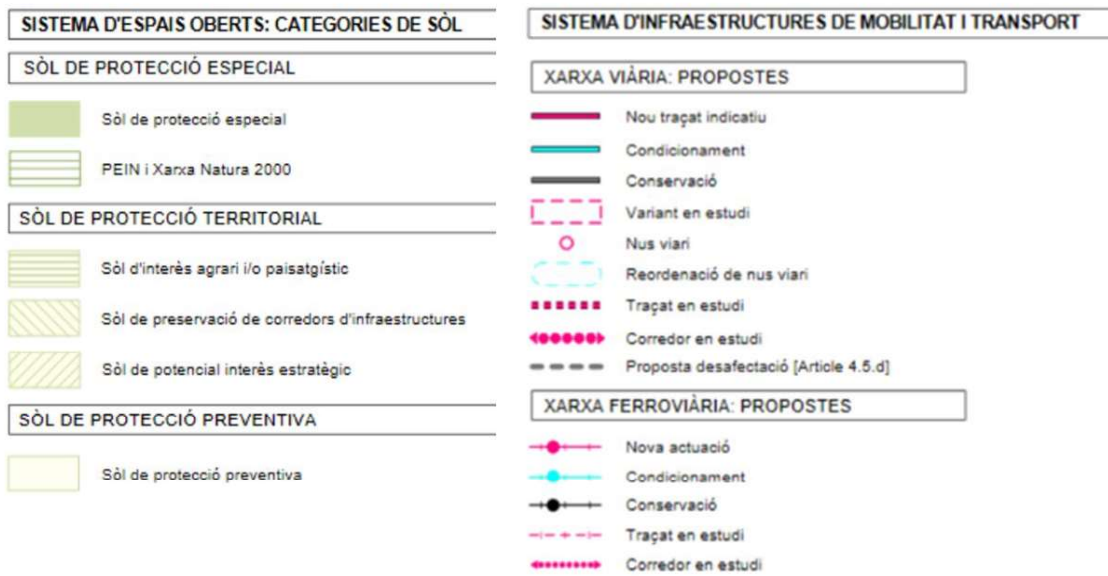 SISTEMA D'ESPAIS OBERTS: CATEGORIES DE SÒL
SÒL DE PROTECCIÓ ESPECIAL
Sòl de protecció especial
PEIN i Xarxa Natura 2000
SÒL DE PROTECCIÓ TERRITORIAL
Sòl d'interès agrari i/o paisatgístic
Sòl de preservació de corredors d'infraestructures
Sòl de potencial interès estratègic
SÒL DE PROTECCIÓ PREVENTIVA
Sòl de protecció preventiva
SISTEMA D'INFRAESTRUCTURES DE MOBILITAT I TRANSPORT
XARXA VIÀRIA: PROPOSTES
Nou traçat indicatiu
Condicionament
Conservació
Variant en estudi
Nus viari
Reordenació de nus viari
Traçat en estudi
Corredor en estudi
Proposta desafectació [Article 4.5.d]
XARXA FERROVIÀRIA: PROPOSTES
Nova actuació
Condicionament
Conservació
Traçat en estudi
Corredor en estudi